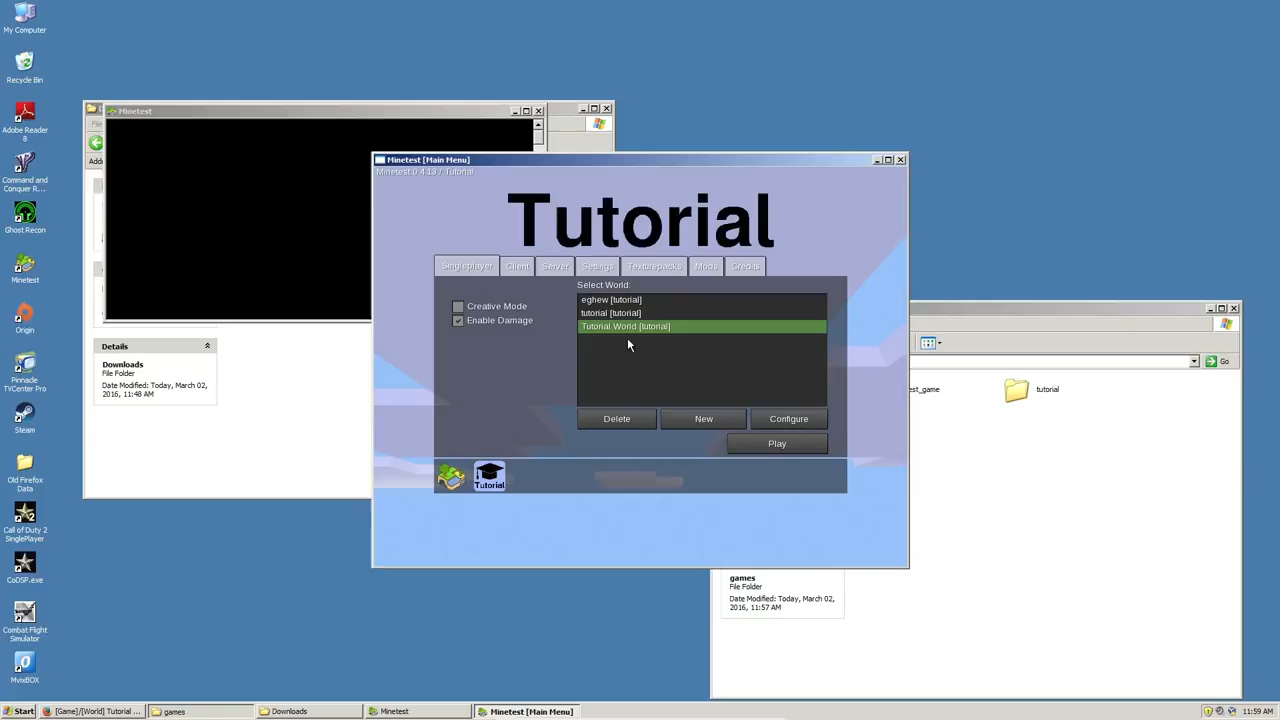 My Computer
Recycle Bin
Adobe Reader
8
Command and
Conquer R...
Ghost Recon
Minetest
Origin
Pinnacle
TVCenter Pro
Steam
Old Firefox
Data
Call of Duty 2
SinglePlayer
CoDSP.exe
Combat Flight
Simulator
MvixBOX
Minetest
Details
Downloads
File Folder
Date Modified: Today, March 02,
2016, 11:48 AM
Minetest [Main Menu]
Minetest 0.4.13 / Tutorial
Tutorial
Singleplayer
Client
Server
Settings
Texturepacks
Mods
Credits
Select World:
Creative Mode
Enable Damage
eghew [tutorial]
tutorial [tutorial]
Tutorial World [tutorial]
Delete
New
Configure
Play
Tutorial
Go
est_game
tutorial
games
File Folder
Date Modified: Today, March 02,
2016, 11:57 AM
Start
[Game]/[World] Tutorial ...
games
Downloads
Minetest
Minetest [Main Menu]
11:59 AM